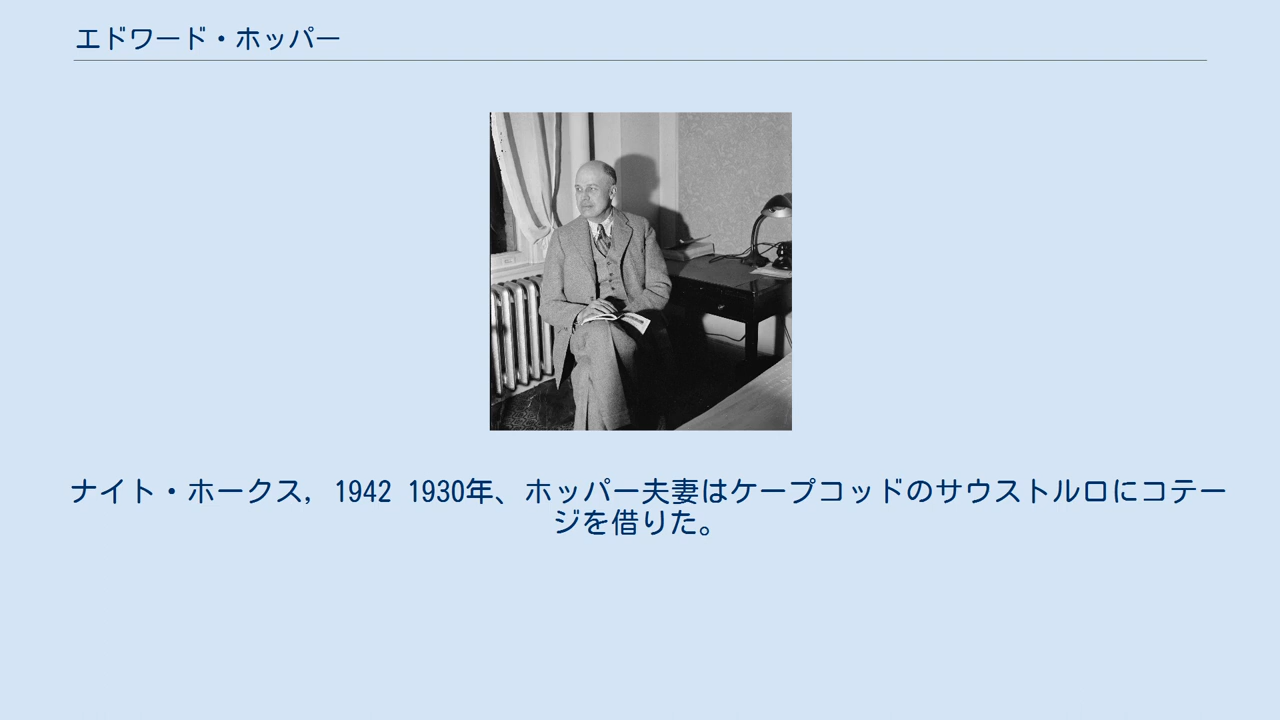 エドワード・ホッパー
ナイト・ホークス, 1942 1930年、ホッパー夫妻はケープコッドのサウストルロにコテー
ジを借りた。